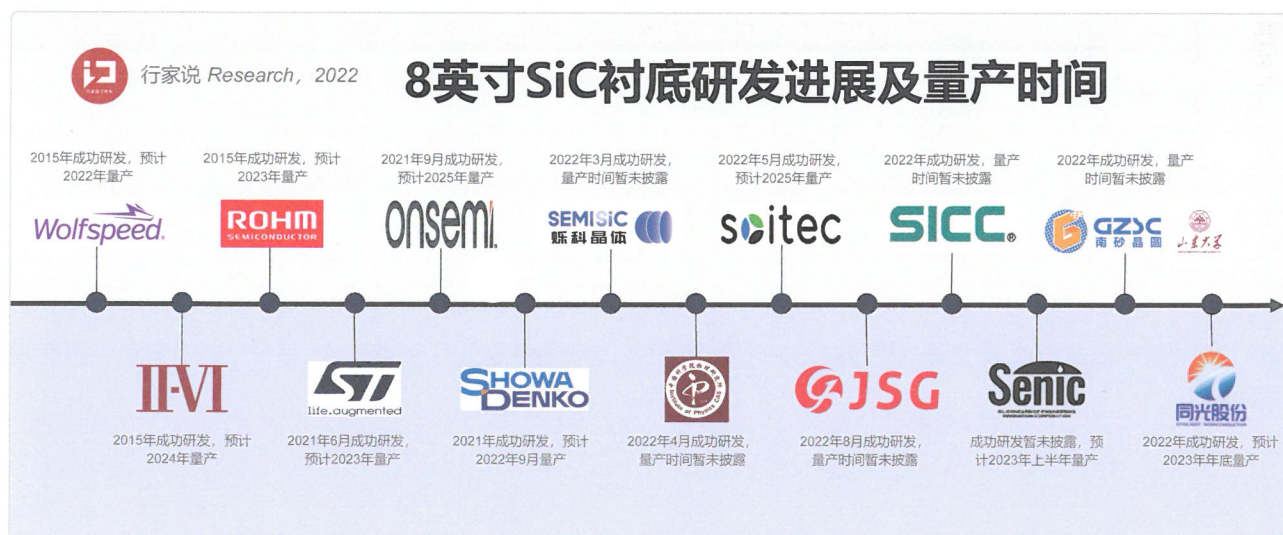 行家说 Research, 2022
8英寸SiC衬底研发进展及量产时间
2015年成功研发，预计
2022年量产
Wolfspeed.
2015年成功研发，预计
2023年量产
ROHM
SEMICONDUCTOR
2021年9月成功研发，
预计2025年量产
onsemi.
2022年3月成功研发，
量产时间暂未披露
SEMISiC
烁科晶体
2022年5月成功研发，
预计2025年量产
soitec
2022年成功研发，量产
时间暂未披露
SICC®
2022年成功研发，量产
时间暂未披露
GZSC
南砂晶圆
山东大学
II-VI
2015年成功研发，预计
2024年量产
ST
life.augmented
2021年6月成功研发，
预计2023年量产
SHOWA
DENKO
2021年成功研发，预计
2022年9月量产
Institute of Physics CAS
2022年4月成功研发，
量产时间暂未披露
JSG
2022年8月成功研发，
量产时间暂未披露
Senic
成功研发暂未披露，预
计2023年上半年量产
同光股份
2022年成功研发，预计
2023年年底量产